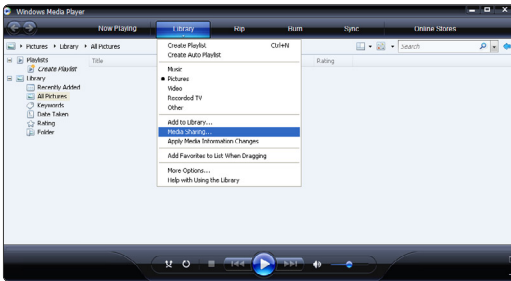 Windows Media Player
Now Playing Library Rip Burn Sync Online Stores
Pictures Library All Pictures Search
Playlists
Create Playlist
Library
Recently Added
All Pictures
Keywords
Date Taken
Rating
Folder
Title Rating
Create Playlist Ctrl+N
Create Auto Playlist
Music
Pictures
Video
Recorded TV
Other
Add to Library...
Media Sharing...
Apply Media Information Changes
Add Favorites to List When Dragging
More Options...
Help with Using the Library